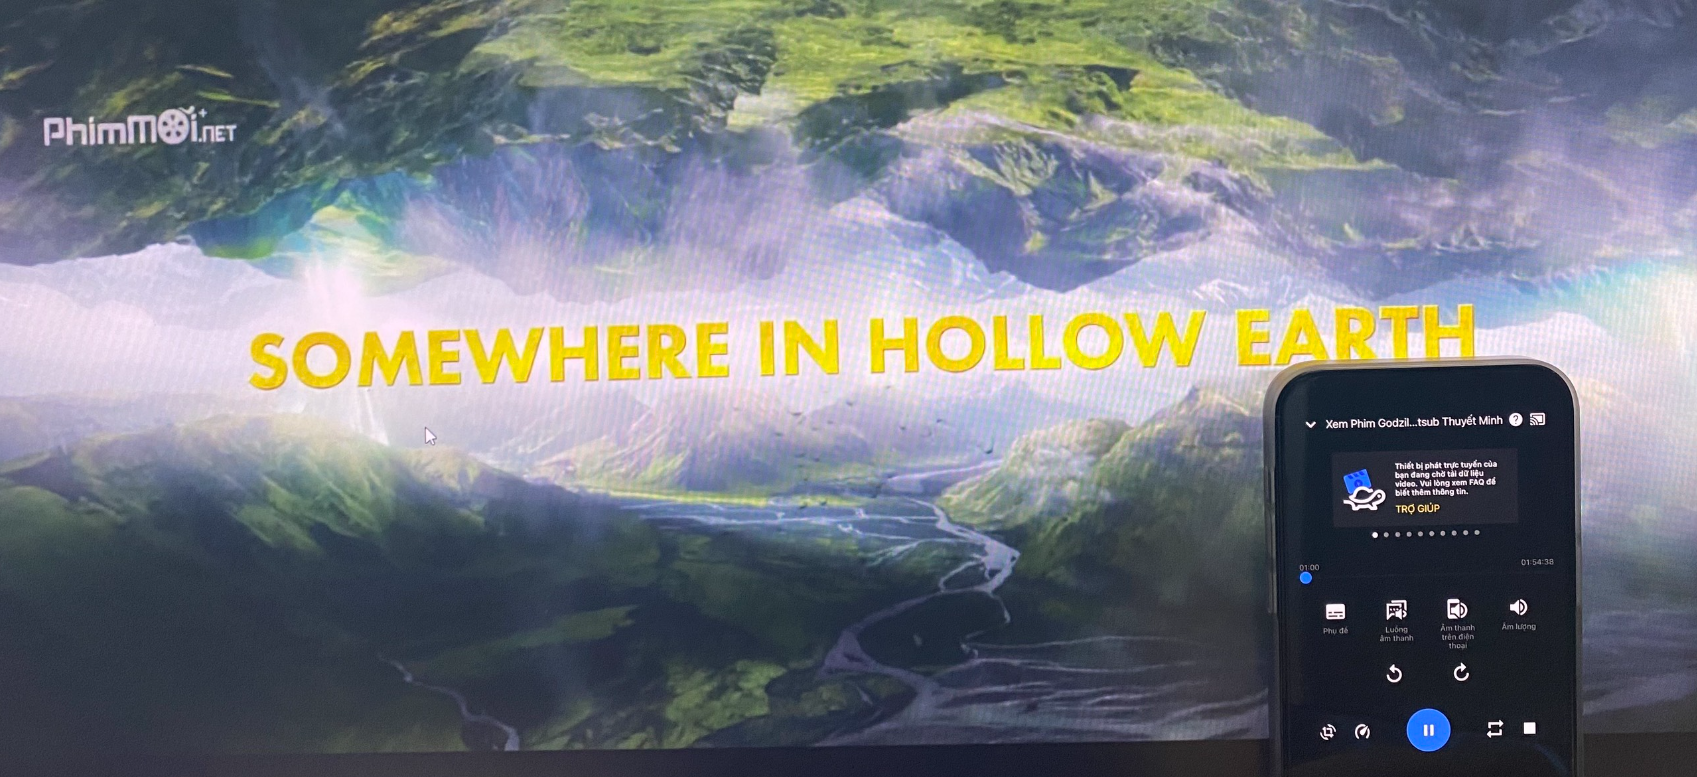 PhimMớI.NET
SOMEWHERE IN HOLLOW EARTH
Xem Phim Godzil...tsub Thuyết Minh
?
Thiết bị phát trực tuyến của
bạn đang chờ tải dữ liệu
video. Vui lòng xem FAQ để
biết thêm thông tin.
TRỢ GIÚP
01:00
01:54:38
Phụ đề
Luồng
âm thanh
Âm thanh
trên điện
thoại
Âm lượng